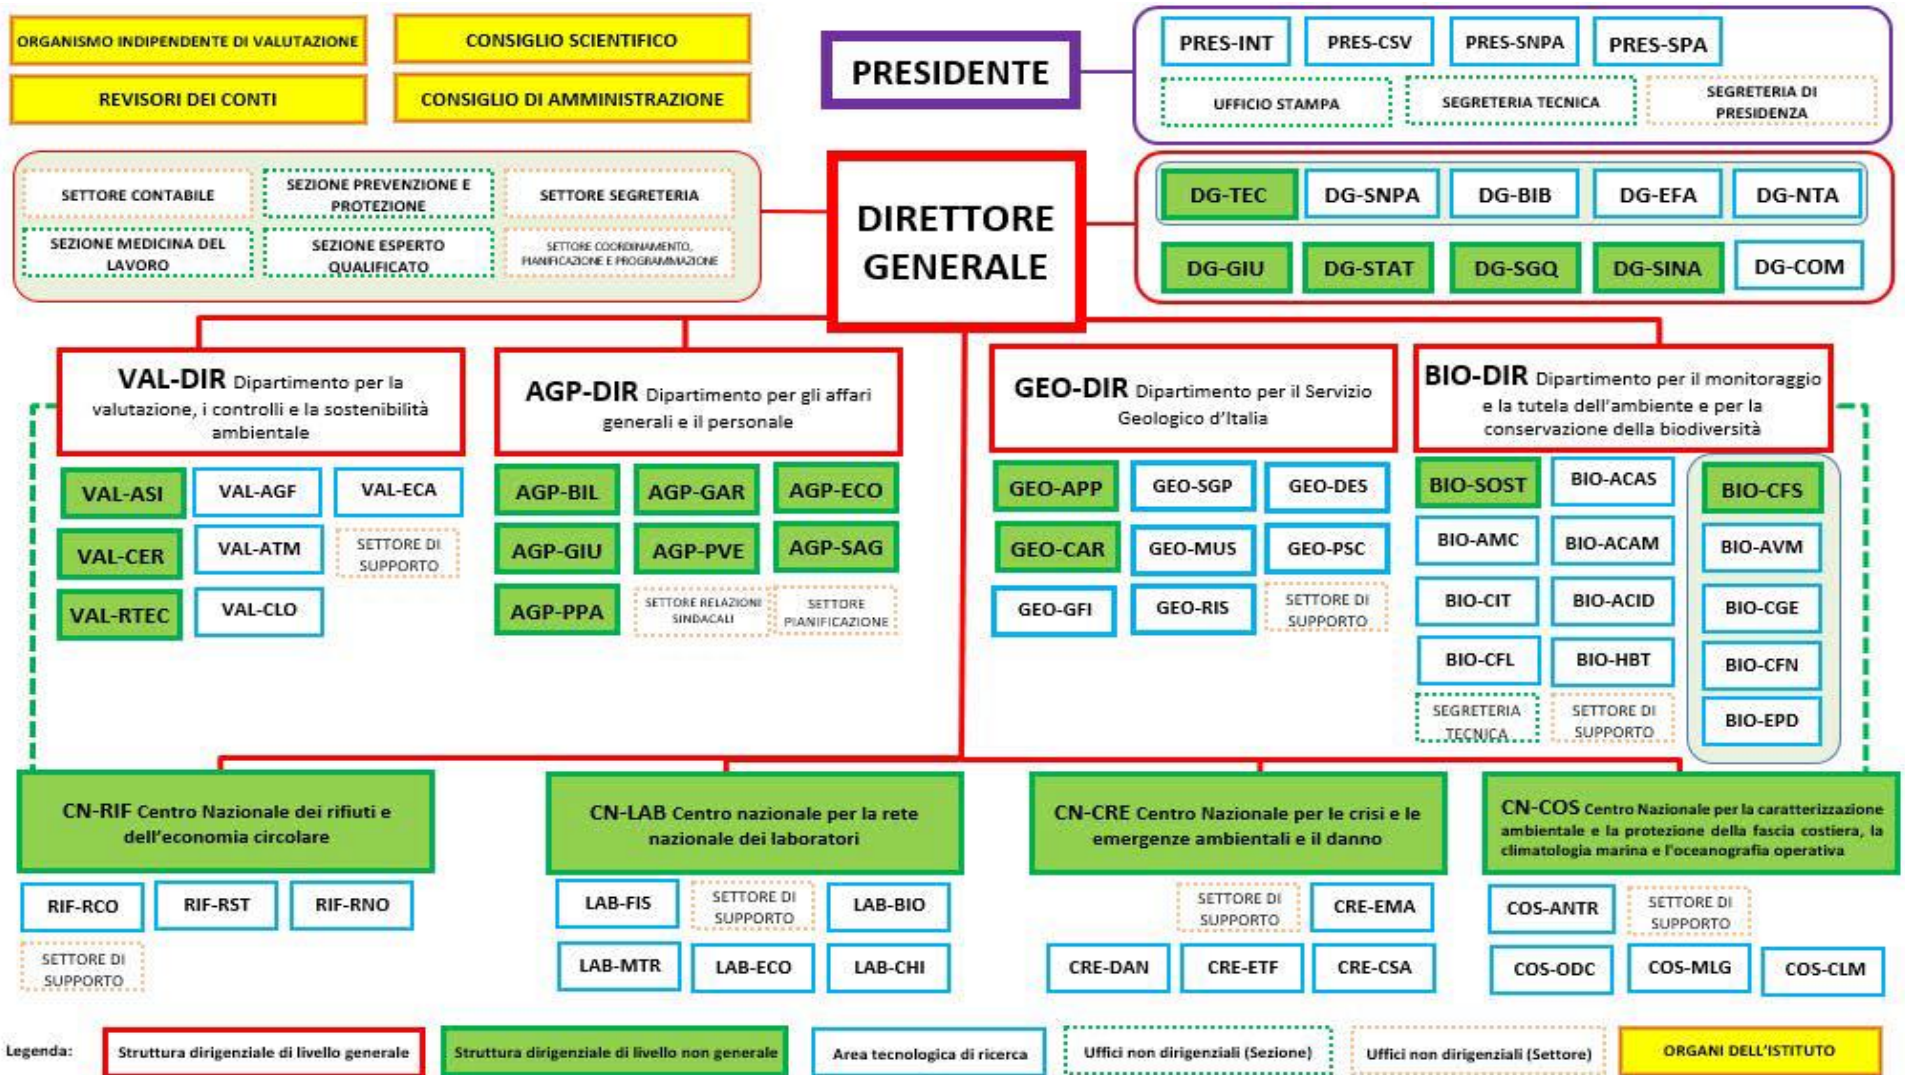 ORGANISMO INDIPENDENTE DI VALUTAZIONE
CONSIGLIO SCIENTIFICO
REVISORI DEI CONTI
CONSIGLIO DI AMMINISTRAZIONE
PRESIDENTE
PRES-INT
PRES-CSV
PRES-SNPA
PRES-SPA
UFFICIO STAMPA
SEGRETERIA TECNICA
SEGRETERIA DI
PRESIDENZA
SETTORE CONTABILE
SEZIONE PREVENZIONE E
PROTEZIONE
SETTORE SEGRETERIA
SEZIONE MEDICINA DEL
LAVORO
SEZIONE ESPERTO
QUALIFICATO
SETTORE COORDINAMENTO,
PIANIFICAZIONE E PROGRAMMAZIONE
DIRETTORE
GENERALE
DG-TEC
DG-SNPA
DG-BIB
DG-EFA
DG-NTA
DG-GIU
DG-STAT
DG-SGQ
DG-SINA
DG-COM
VAL-DIR Dipartimento per la
valutazione, i controlli e la sostenibilità
ambientale
VAL-ASI
VAL-AGF
VAL-ECA
VAL-CER
VAL-ATM
SETTORE DI
SUPPORTO
VAL-RTEC
VAL-CLO
AGP-DIR Dipartimento per gli affari
generali e il personale
AGP-BIL
AGP-GAR
AGP-ECO
AGP-GIU
AGP-PVE
AGP-SAG
AGP-PPA
SETTORE RELAZIONI
SINDACALI
SETTORE
PIANIFICAZIONE
GEO-DIR Dipartimento per il Servizio
Geologico d'Italia
GEO-APP
GEO-SGP
GEO-DES
GEO-CAR
GEO-MUS
GEO-PSC
GEO-GFI
GEO-RIS
SETTORE DI
SUPPORTO
BIO-DIR Dipartimento per il monitoraggio
e la tutela dell'ambiente e per la
conservazione della biodiversità
BIO-SOST
BIO-ACAS
BIO-CFS
BIO-AMC
BIO-ACAM
BIO-AVM
BIO-CIT
BIO-ACID
BIO-CGE
BIO-CFL
BIO-HBT
BIO-CFN
SEGRETERIA
TECNICA
SETTORE DI
SUPPORTO
BIO-EPD
CN-RIF Centro Nazionale dei rifiuti e
dell'economia circolare
RIF-RCO
RIF-RST
RIF-RNO
SETTORE DI
SUPPORTO
CN-LAB Centro nazionale per la rete
nazionale dei laboratori
LAB-FIS
SETTORE DI
SUPPORTO
LAB-BIO
LAB-MTR
LAB-ECO
LAB-CHI
CN-CRE Centro Nazionale per le crisi e le
emergenze ambientali e il danno
SETTORE DI
SUPPORTO
CRE-EMA
CRE-DAN
CRE-ETF
CRE-CSA
CN-COS Centro Nazionale per la caratterizzazione
ambientale e la protezione della fascia costiera, la
climatologia marina e l'oceanografia operativa
COS-ANTR
SETTORE DI
SUPPORTO
COS-ODC
COS-MLG
COS-CLM
Legenda:
Struttura dirigenziale di livello generale
Struttura dirigenziale di livello non generale
Area tecnologica di ricerca
Uffici non dirigenziali (Sezione)
Uffici non dirigenziali (Settore)
ORGANI DELL'ISTITUTO